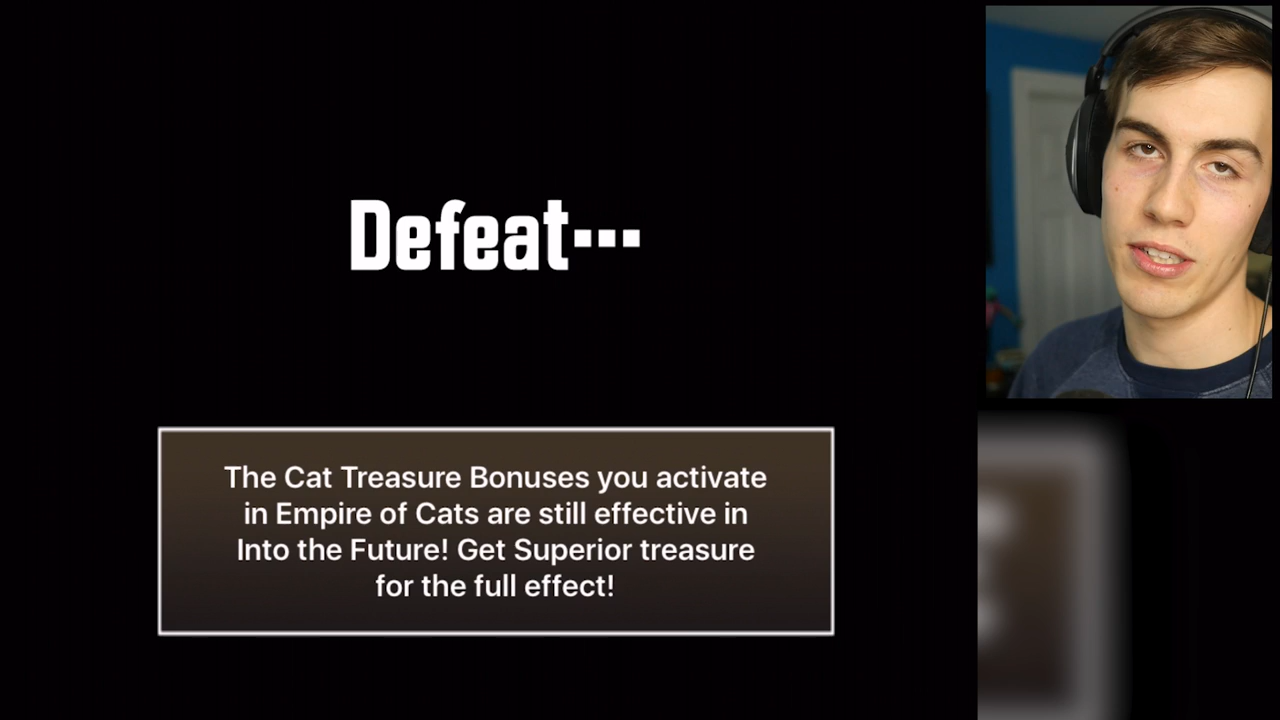 Defeat...
The Cat Treasure Bonuses you activate
in Empire of Cats are still effective in
Into the Future! Get Superior treasure
for the full effect!